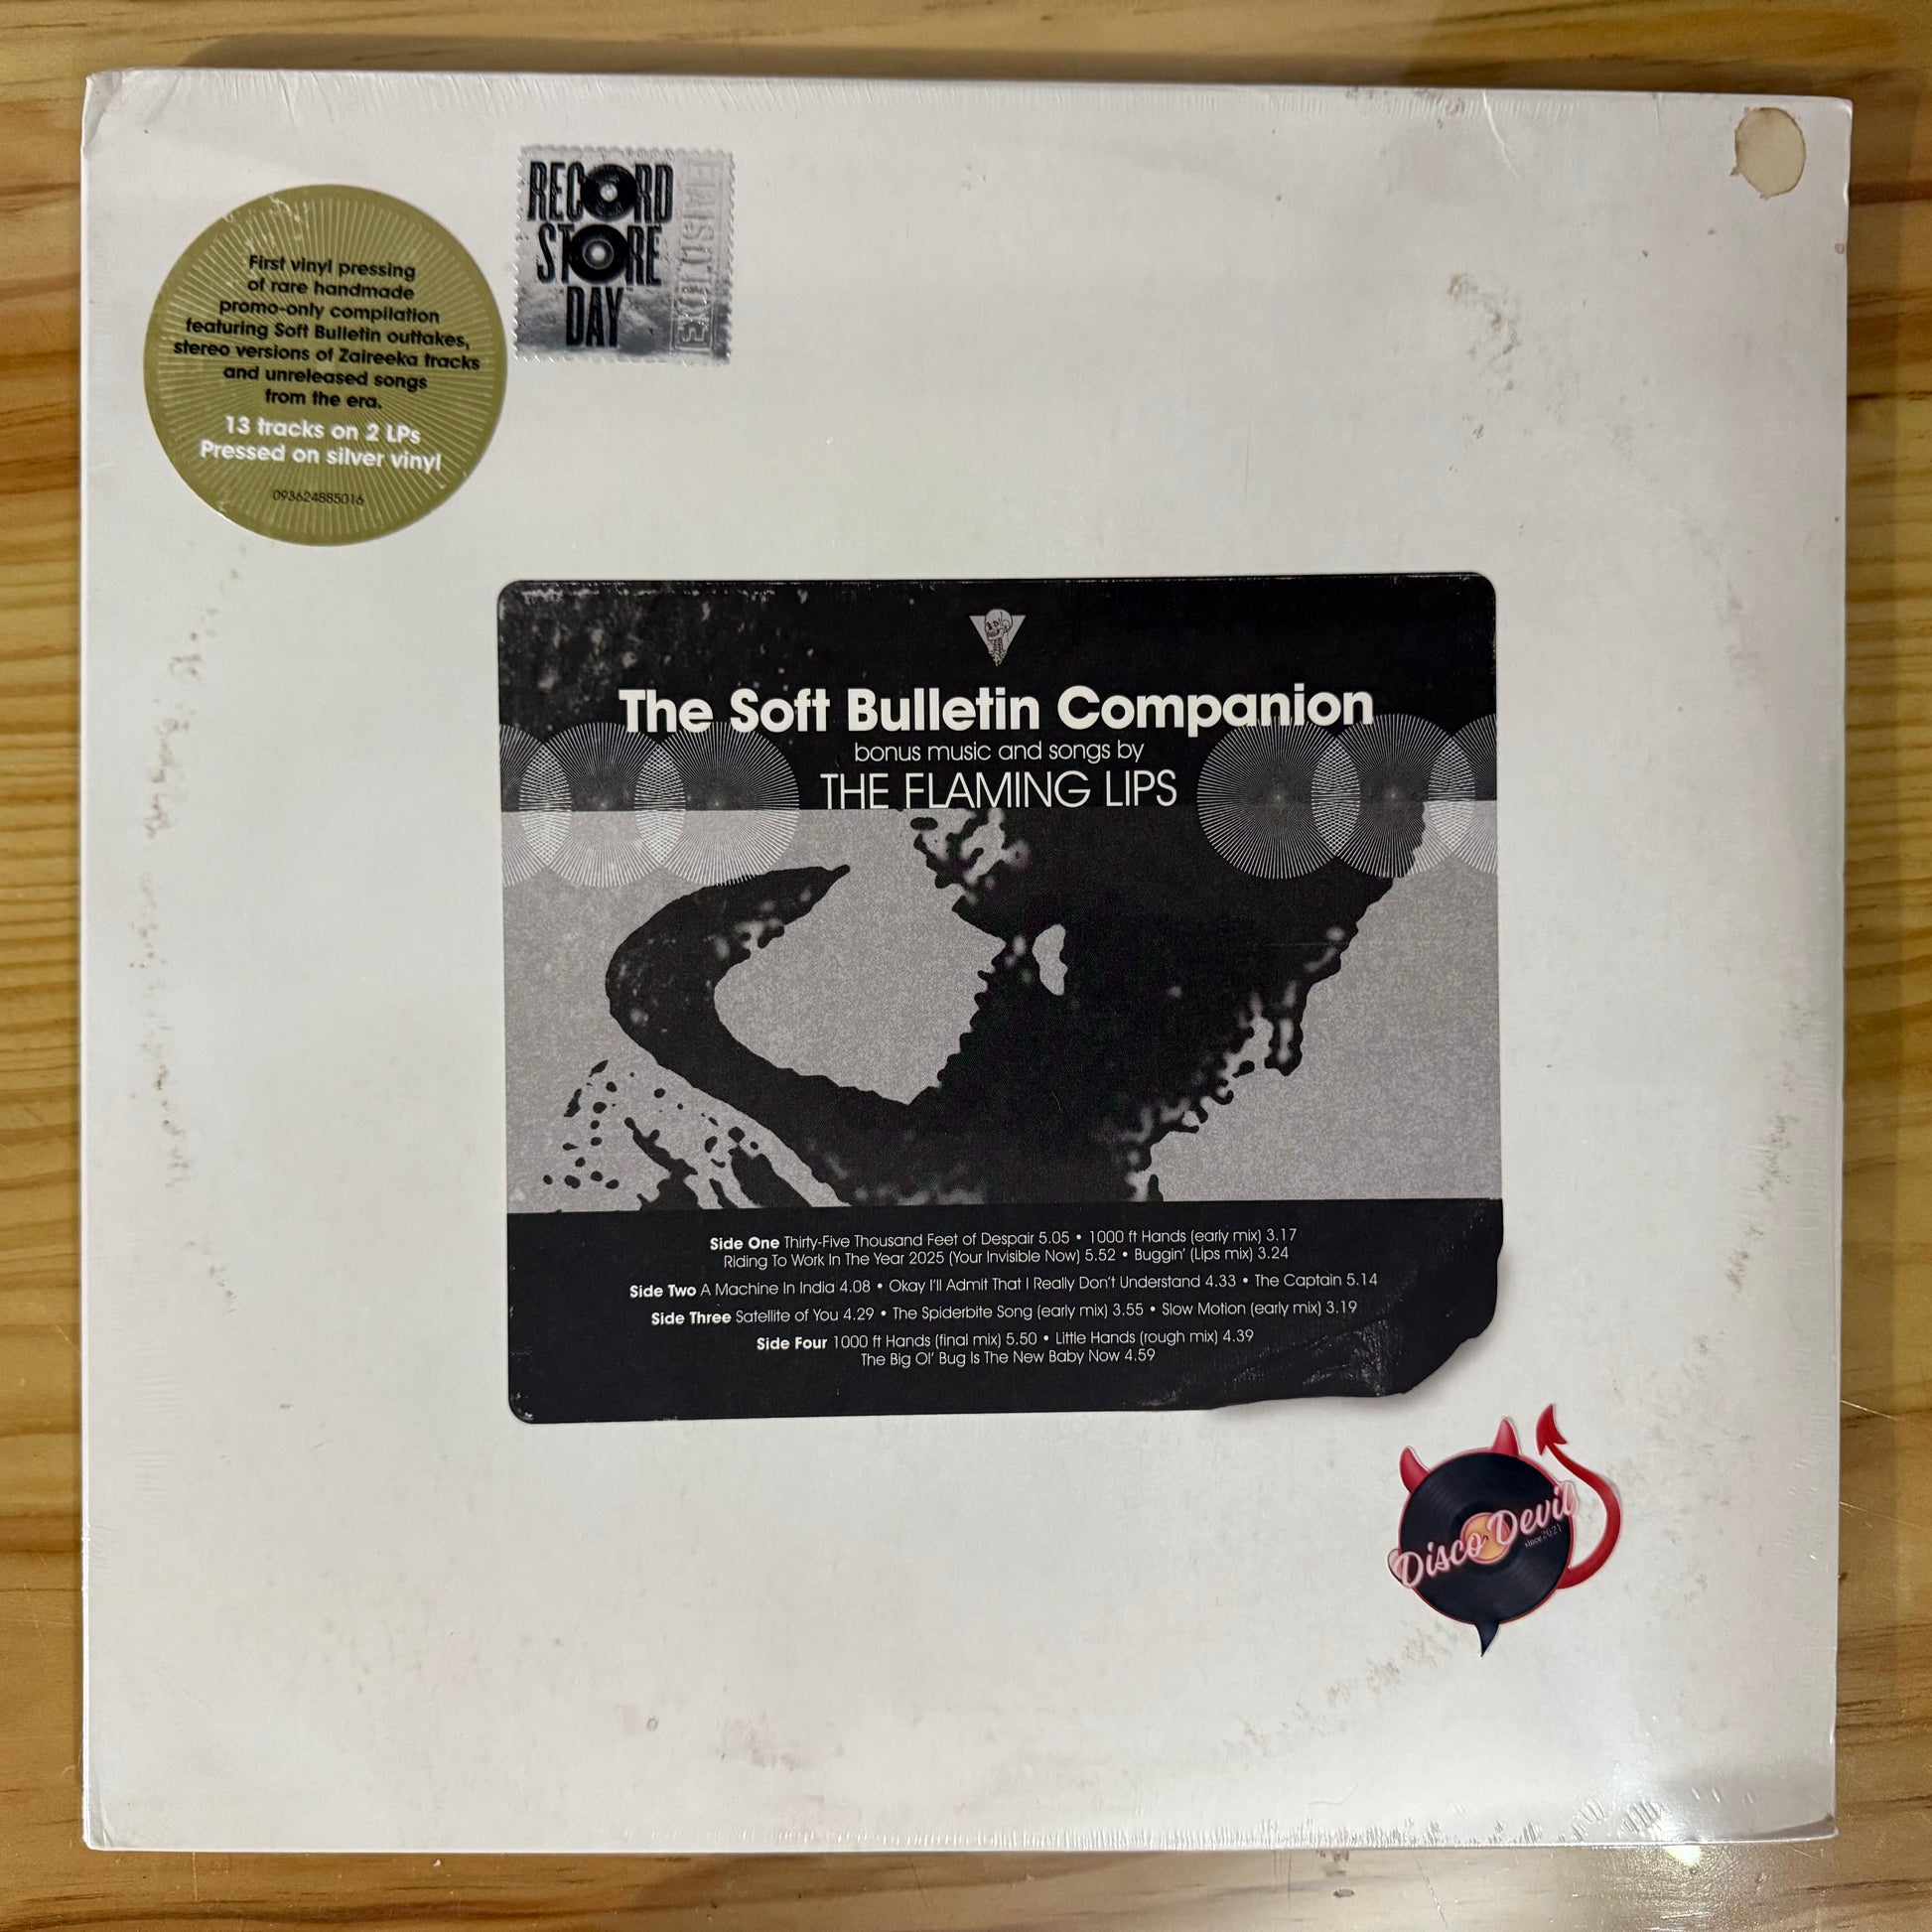 RECORD
STORE
DAY
First vinyl pressing
of rare handmade
promo-only compilation
featuring Soft Bulletin outtakes,
stereo versions of Zaireeka tracks
and unreleased songs
from the era.
13 tracks on 2 LPs
Pressed on silver vinyl
093624885016
The Soft Bulletin Companion
bonus music and songs by
THE FLAMING LIPS
Side One Thirty-Five Thousand Feet of Despair 5.05 • 1000 ft Hands (early mix) 3.17
Riding To Work In The Year 2025 (Your Invisible Now) 5.52 • Buggin' (Lips mix) 3.24
Side Two A Machine In India 4.08 • Okay I'll Admit That I Really Don't Understand 4.33 • The Captain 5.14
Side Three Satellite of You 4.29 • The Spiderbite Song (early mix) 3.55 • Slow Motion (early mix) 3.19
Side Four 1000 ft Hands (final mix) 5.50 • Little Hands (rough mix) 4.39
The Big Ol' Bug Is The New Baby Now 4.59
Disco Devil
since 2021